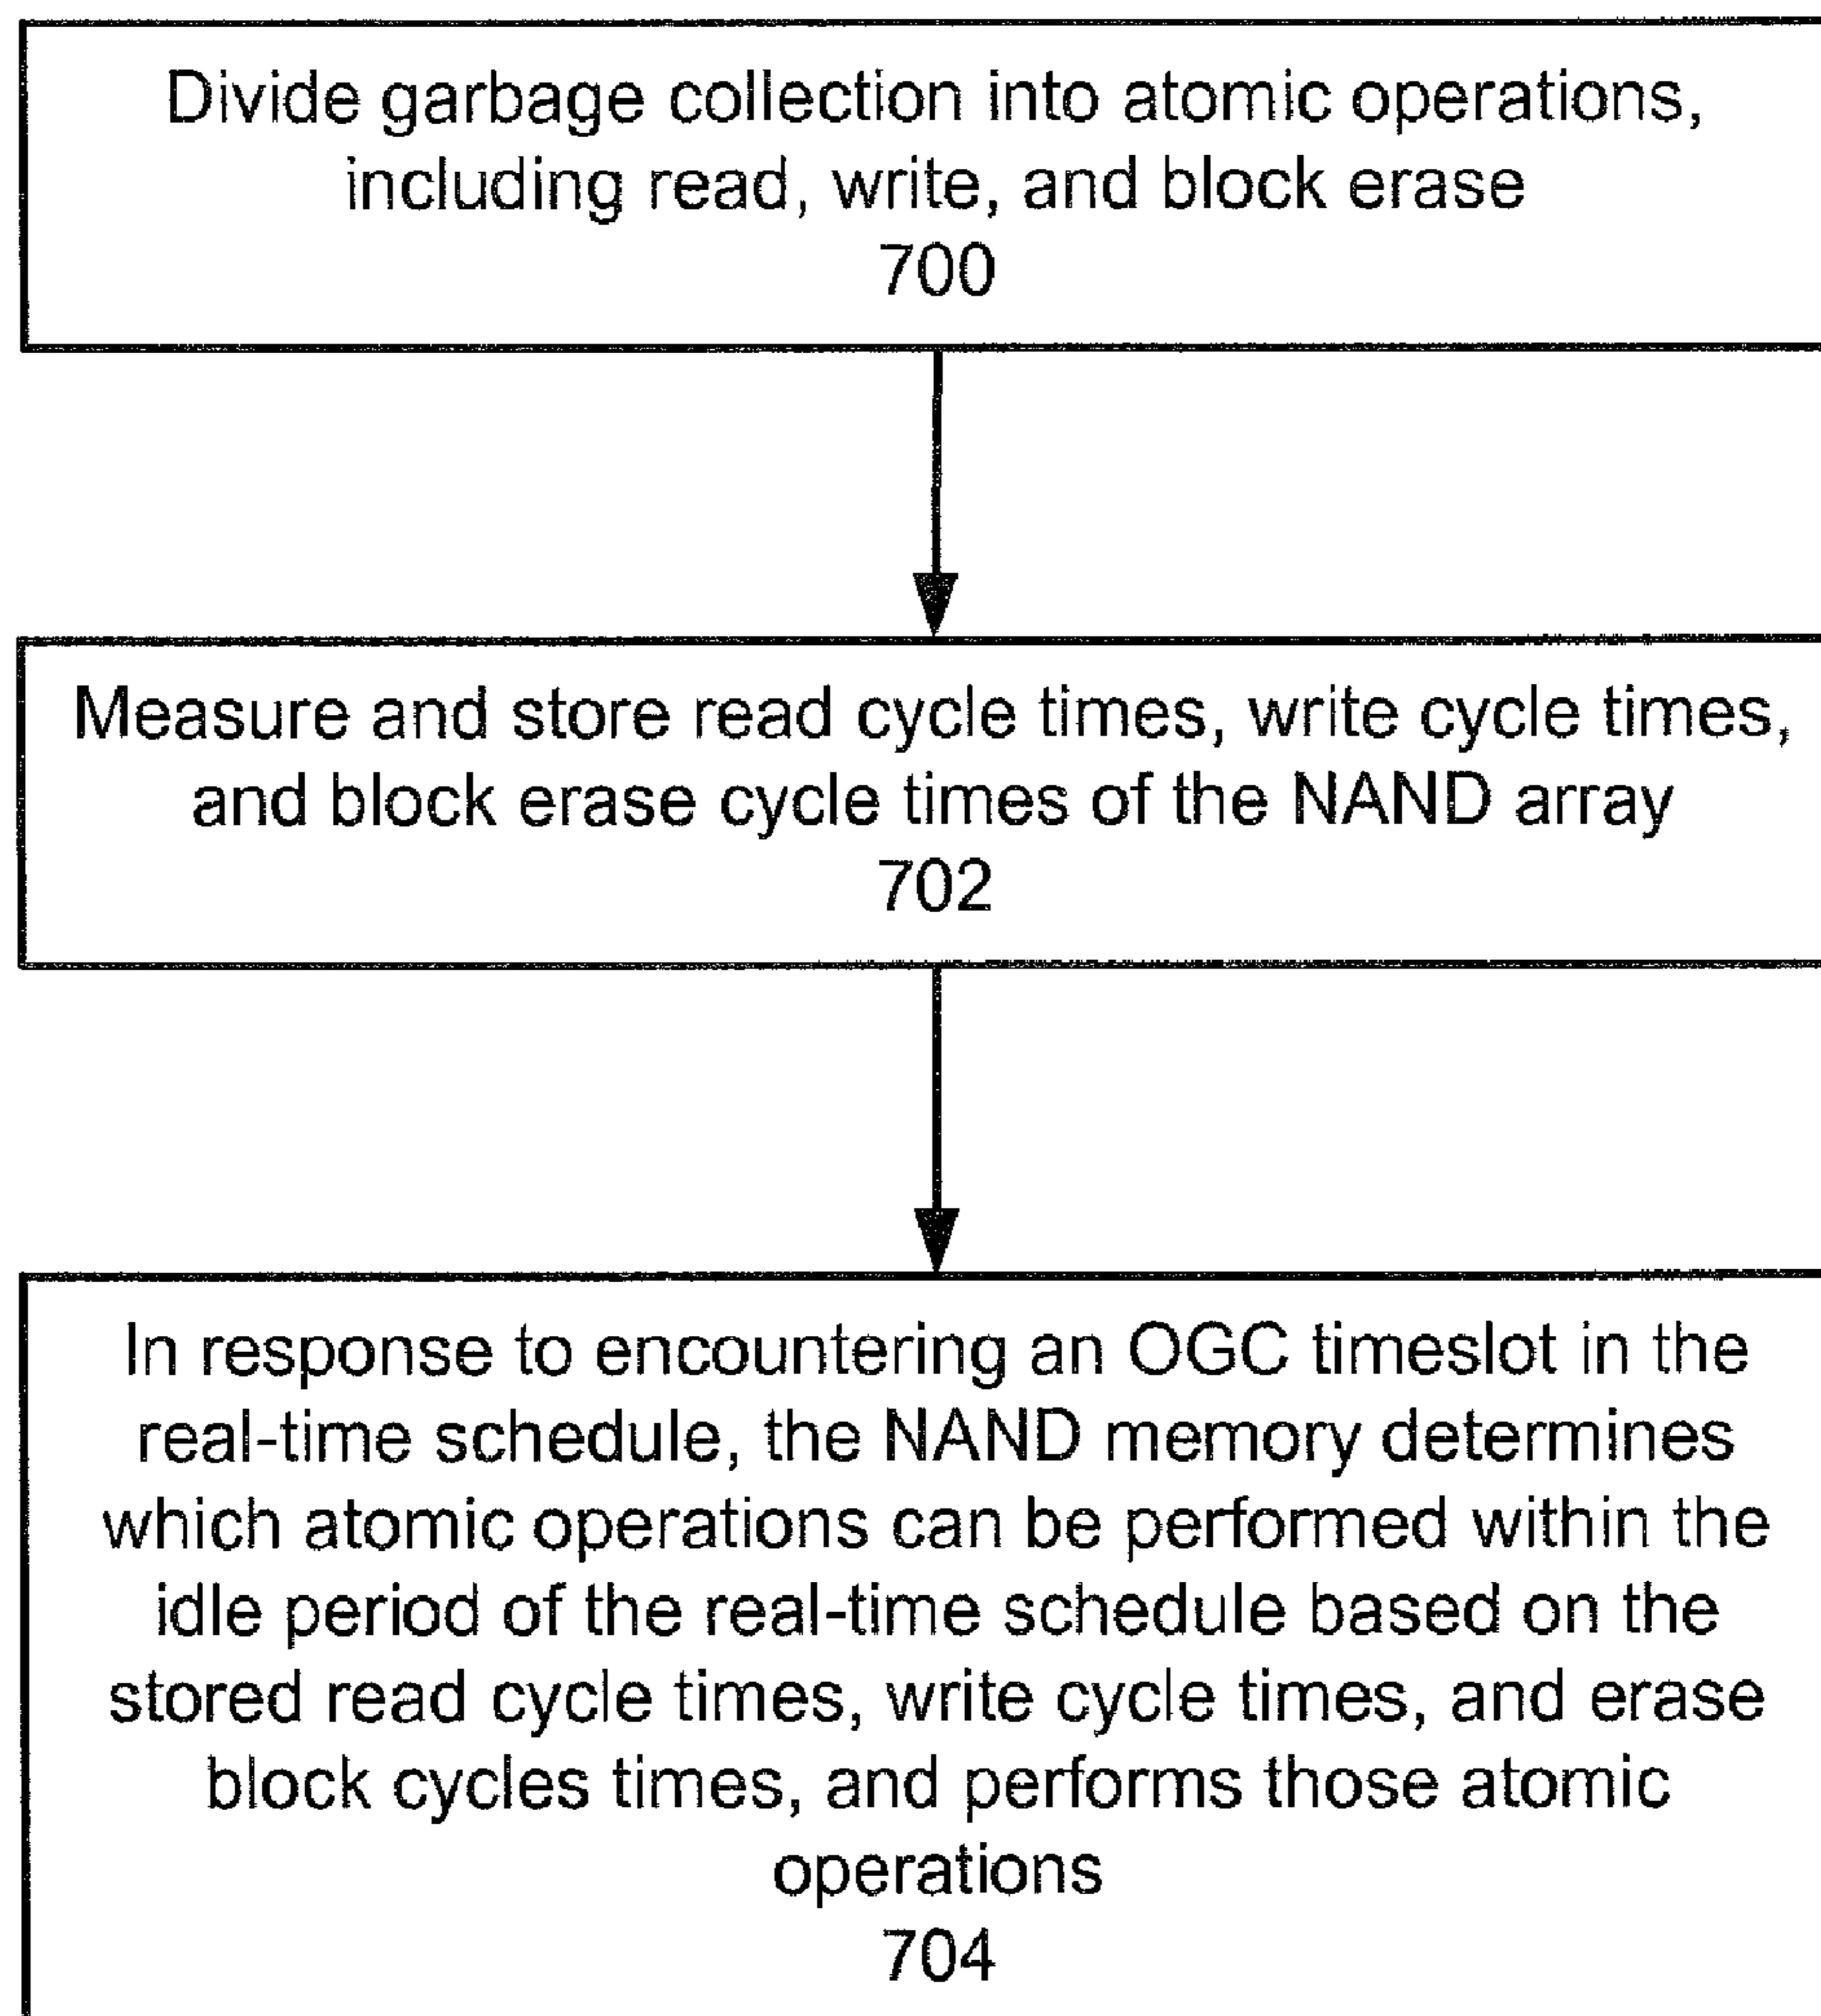 Divide garbage collection into atomic operations,
including read, write, and block erase
700
Measure and store read cycle times, write cycle times,
and block erase cycle times of the NAND array
702
In response to encountering an OGC timeslot in the
real-time schedule, the NAND memory determines
which atomic operations can be performed within the
idle period of the real-time schedule based on the
stored read cycle times, write cycle times, and erase
block cycles times, and performs those atomic
operations
704